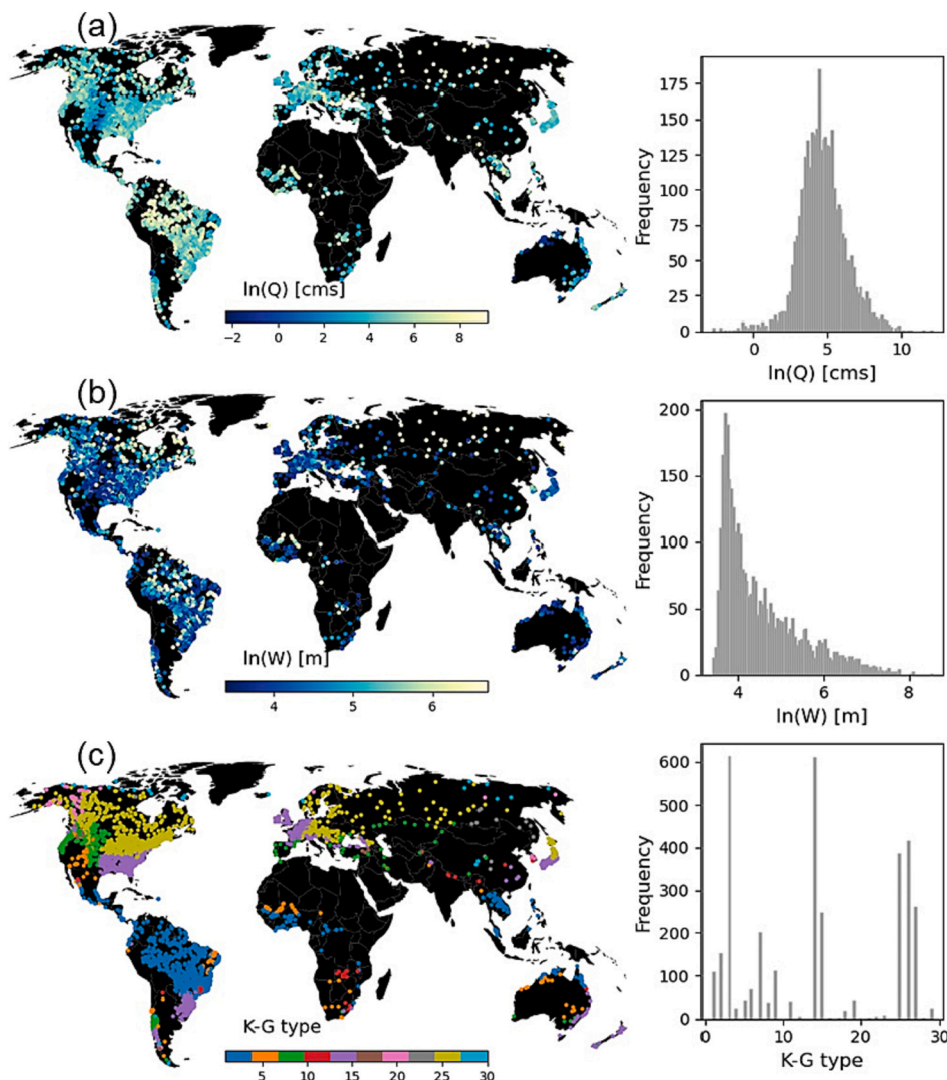 (a)
ln(Q) [cms]
−2 0 2 4 6 8
Frequency
175
150
125
100
75
50
25
0
0 5 10
ln(Q) [cms]
(b)
ln(W) [m]
4 5 6
Frequency
200
150
100
50
0
4 6 8
ln(W) [m]
(c)
K-G type
5 10 15 20 25 30
Frequency
600
500
400
300
200
100
0
0 10 20 30
K-G type